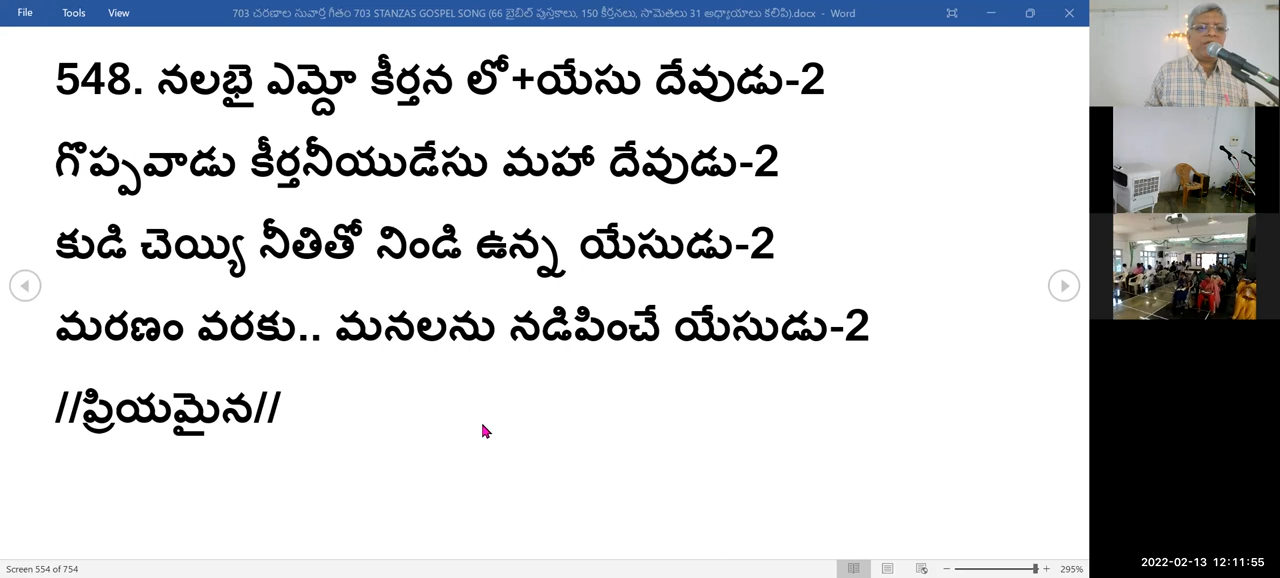 File Tools View 703 చరణాల సువార్త గీతం 703 STANZAS GOSPEL SONG (66 బైబిల్ పుస్తకాలు, 150 కీర్తనలు, సామెతలు 31 అధ్యాయాలు కలిపి).docx - Word
548. నలభై ఎమ్దో కీర్తన లో+యేసు దేవుడు-2
గొప్పవాడు కీర్తనీయుడేసు మహా దేవుడు-2
కుడి చెయ్యి నీతితో నిండి ఉన్న యేసుడు-2
మరణం వరకు.. మనలను నడిపించే యేసుడు-2
//ప్రియమైన//
2022-02-13 12:11:55
Screen 554 of 754 295%